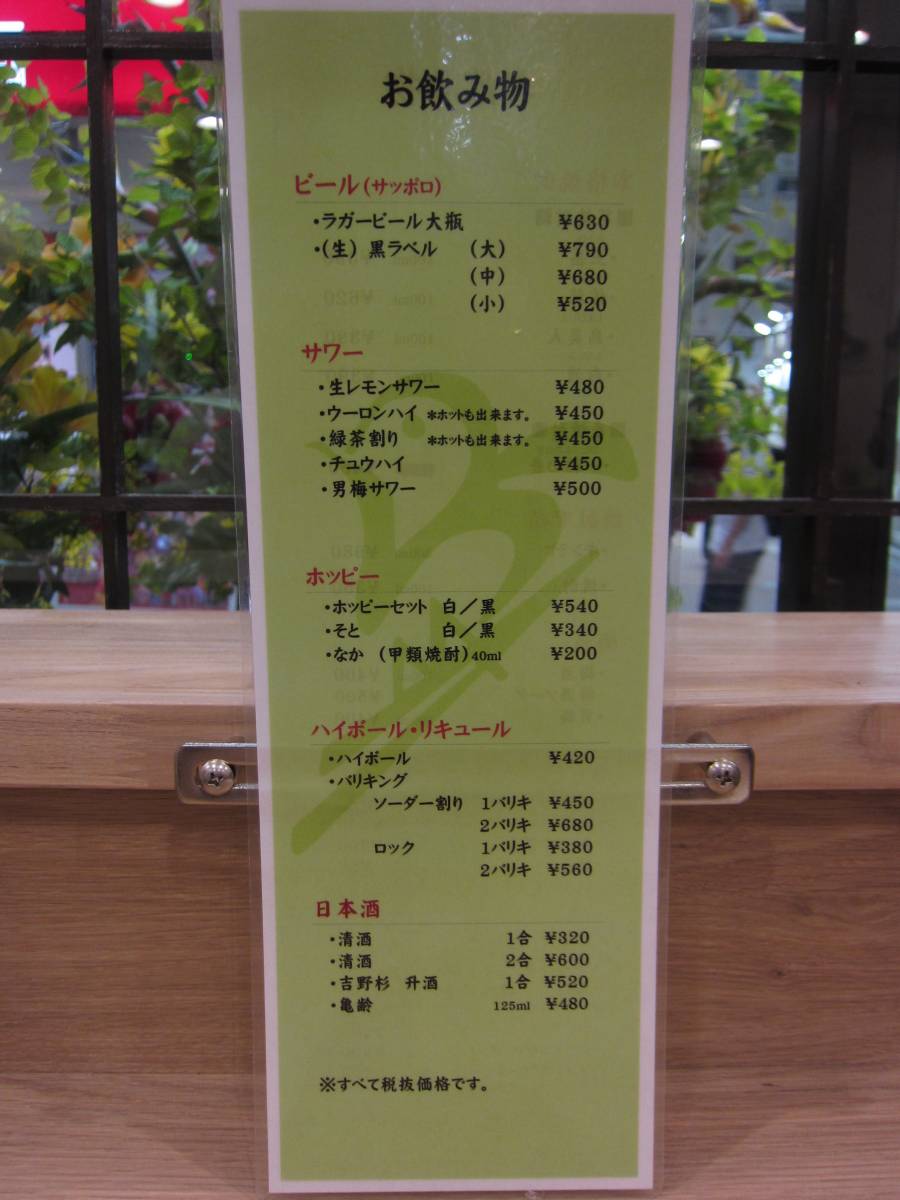 お飲み物
ビール(サッポロ)
・ラガービール大瓶 ¥630
・(生) 黒ラベル (大) ¥790
(中) ¥680
(小) ¥520
サワー
・生レモンサワー ¥480
・ウーロンハイ *ホットも出来ます。 ¥450
・緑茶割り *ホットも出来ます。 ¥450
・チュウハイ ¥450
・男梅サワー ¥500
ホッピー
・ホッピーセット 白/黒 ¥540
・そと 白/黒 ¥340
・なか (甲類焼酎)40ml ¥200
ハイボール・リキュール
・ハイボール ¥420
・バリキング
ソーダー割り 1バリキ ¥450
2バリキ ¥680
ロック 1バリキ ¥380
2バリキ ¥560
日本酒
・清酒 1合 ¥320
・清酒 2合 ¥600
・吉野杉 升酒 1合 ¥520
・亀齢 125ml ¥480
※すべて税抜価格です。